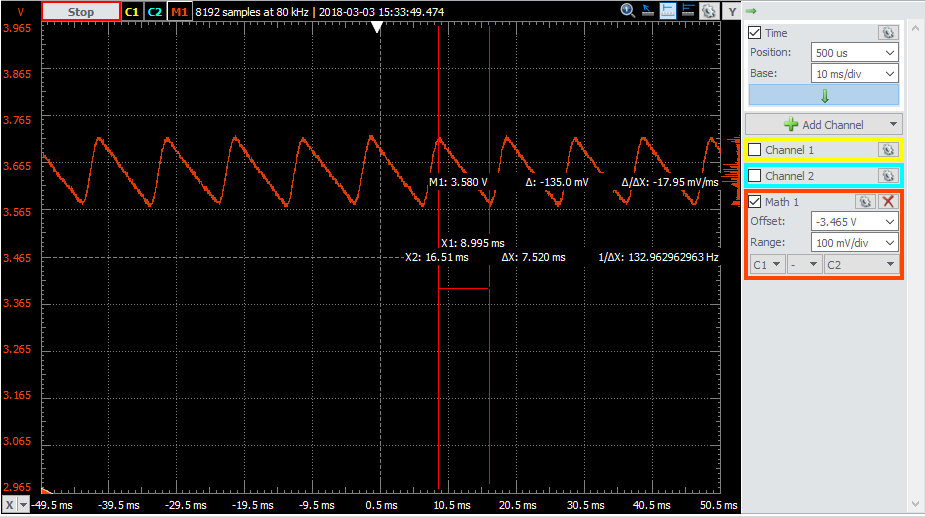 V Stop C1 C2 M1 8192 samples at 80 kHz | 2018-03-03 15:33:49.474 Y
3.965
3.865
3.765
3.665
3.565
3.465
3.365
3.265
3.165
3.065
2.965
M1: 3.580 V Δ: -135.0 mV Δ/ΔX: -17.95 mV/ms
X1: 8.995 ms
X2: 16.51 ms ΔX: 7.520 ms 1/ΔX: 132.962962963 Hz
X -49.5 ms -39.5 ms -29.5 ms -19.5 ms -9.5 ms 0.5 ms 10.5 ms 20.5 ms 30.5 ms 40.5 ms 50.5 ms
Time
Position: 500 us
Base: 10 ms/div
Add Channel
Channel 1
Channel 2
Math 1
Offset: -3.465 V
Range: 100 mV/div
C1 - C2